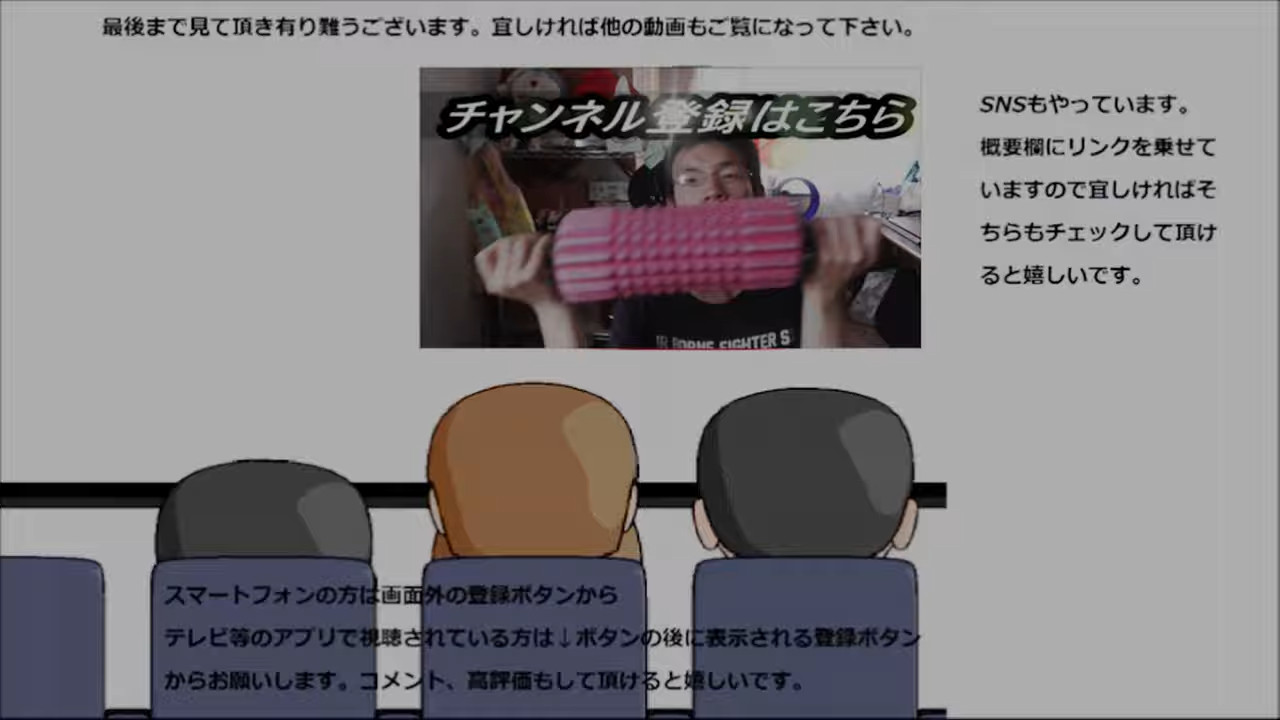 最後まで見て頂き有り難うございます。宜しければ他の動画もご覧になって下さい。
チャンネル登録はこちら
SNSもやっています。
概要欄にリンクを乗せて
いますので宜しければそ
ちらもチェックして頂け
ると嬉しいです。
FIGHTER S
スマートフォンの方は画面外の登録ボタンから
テレビ等のアプリで視聴されている方は↓ボタンの後に表示される登録ボタン
からお願いします。コメント、高評価もして頂けると嬉しいです。